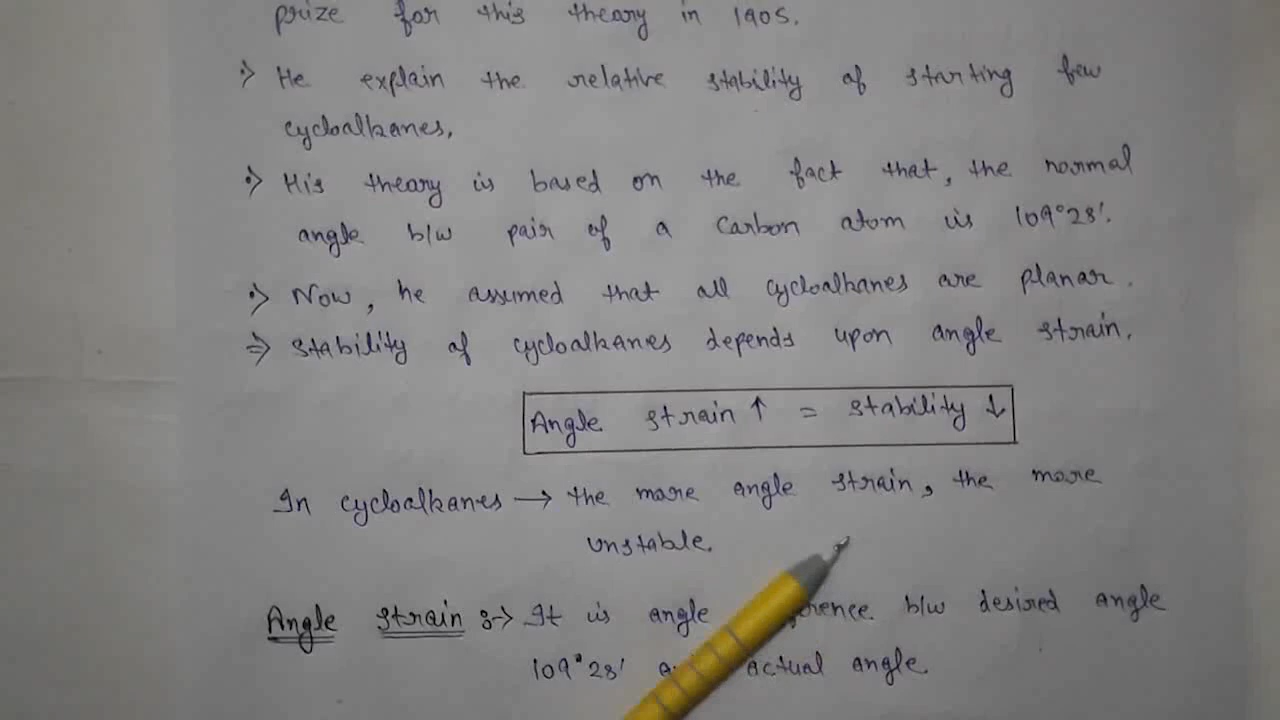 prize for this theory in 1905.
:) He explain the relative stability of starting few
cycloalkanes.
:) His theory is based on the fact that, the normal
angle b/w pair of a carbon atom is 109°28'.
:) Now, he assumed that all cycloalkanes are planar.
⇒ Stability of cycloalkanes depends upon angle strain.
Angle strain ↑ = stability ↓
In cycloalkanes → the more angle strain, the more
unstable.
Angle strain :-> It is angle b/w desired angle
109°28' actual angle.